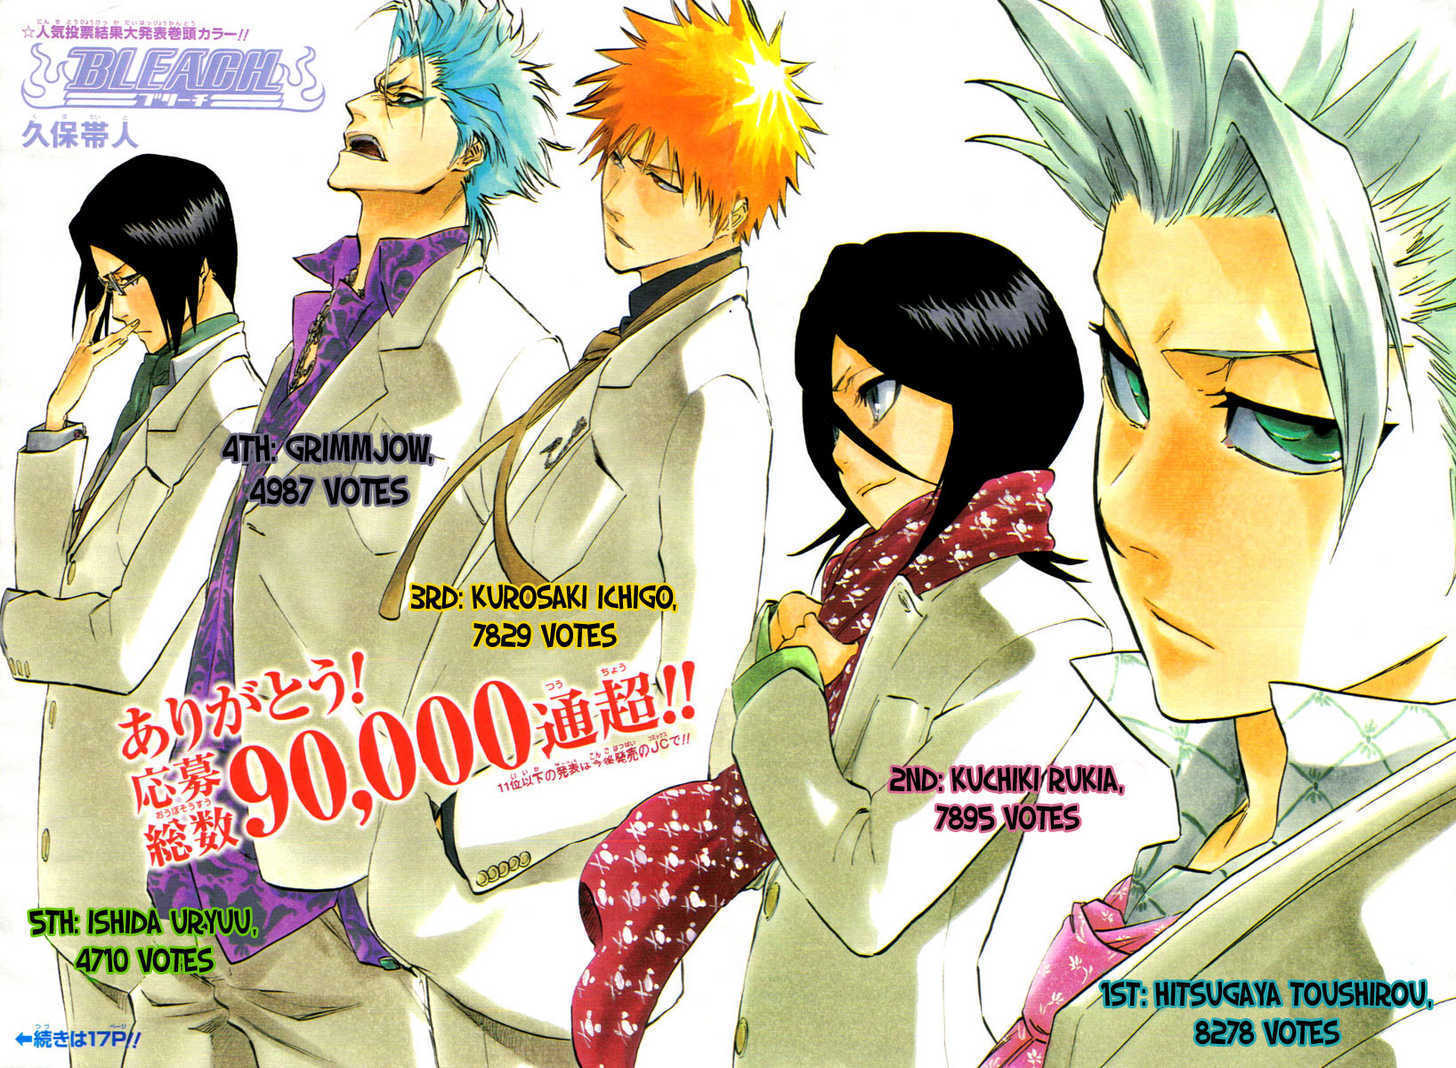 ☆人気投票結果大発表巻頭カラー!!
BLEACH
ブリーチ
久保帯人
4TH: GRIMMJOW,
4987 VOTES
3RD: KUROSAKI ICHIGO,
7829 VOTES
ありがとう!
応募
総数
90,000通超!!
11位以下の発表は今後発売のJCで!!
2ND: KUCHIKI RUKIA,
7895 VOTES
5TH: ISHIDA URYUU,
4710 VOTES
1ST: HITSUGAYA TOUSHIROU,
8278 VOTES
←続きは17P!!